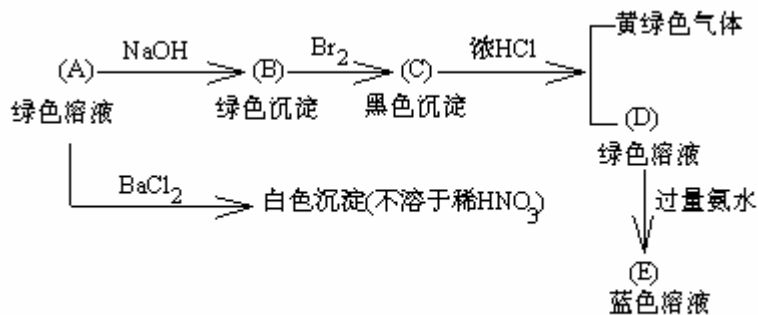 NaOH Br₂ 浓HCl 黄绿色气体
(A) (B) (C)
绿色溶液 绿色沉淀 黑色沉淀 (D)
绿色溶液
BaCl₂ 白色沉淀(不溶于稀HNO₃) 过量氨水
(E)
蓝色溶液